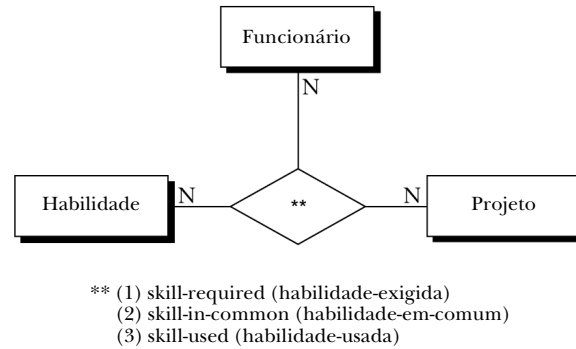 Funcionário
N
Habilidade N ** N Projeto
** (1) skill-required (habilidade-exigida)
(2) skill-in-common (habilidade-em-comum)
(3) skill-used (habilidade-usada)